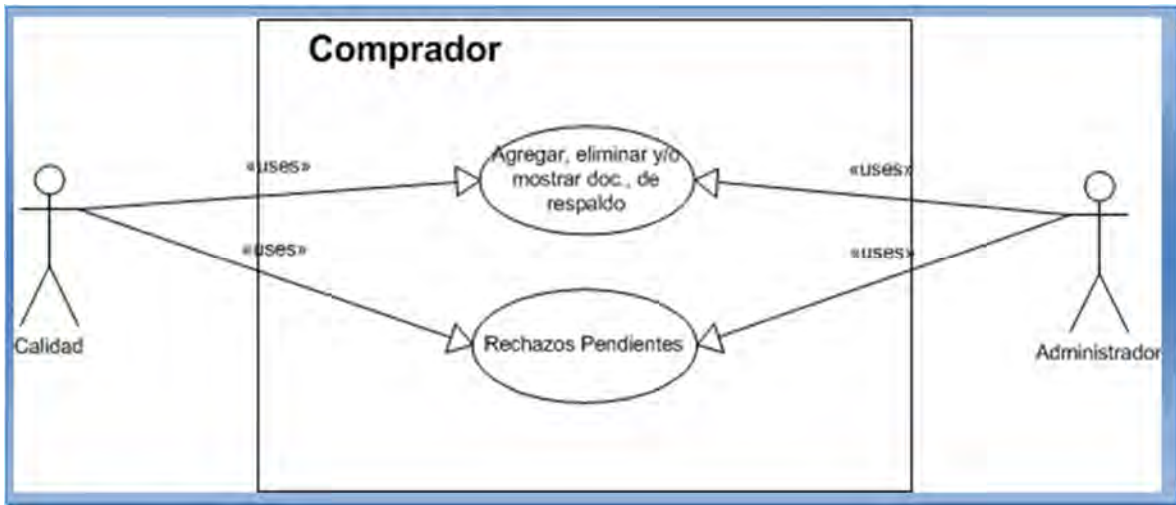 Comprador
«uses»
Agregar, eliminar y/o
mostrar doc., de
respaldo
«uses»
«uses»
«uses»
Rechazos Pendientes
Calidad
Administrador